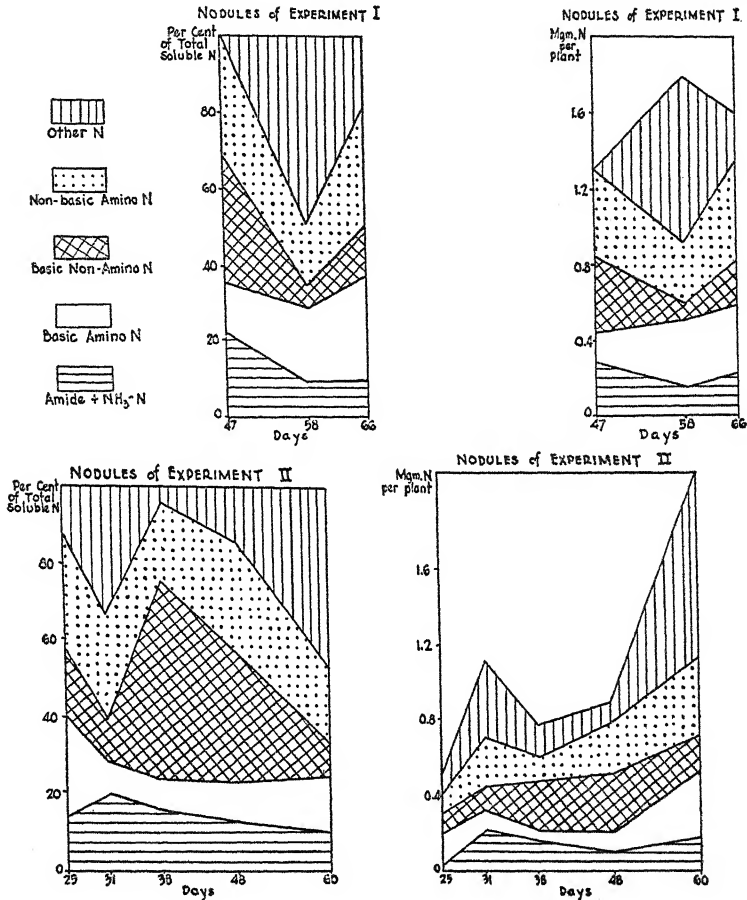 NODULES of EXPERIMENT I
Per Cent
of Total
Soluble N
80
60
40
20
0
47
58
66
Days
Other N
Non-basic Amino N
Basic Non-Amino N
Basic Amino N
Amide + NH3-N
NODULES of EXPERIMENT I
Mgm. N
per
plant
1.6
1.2
0.8
0.4
0
47
58
66
Days
NODULES of EXPERIMENT II
Per Cent
of Total
Soluble N
80
60
40
20
0
25
31
38
48
60
Days
NODULES of EXPERIMENT II
Mgm. N
per plant
1.6
1.2
0.8
0.4
0
25
31
38
48
60
Days